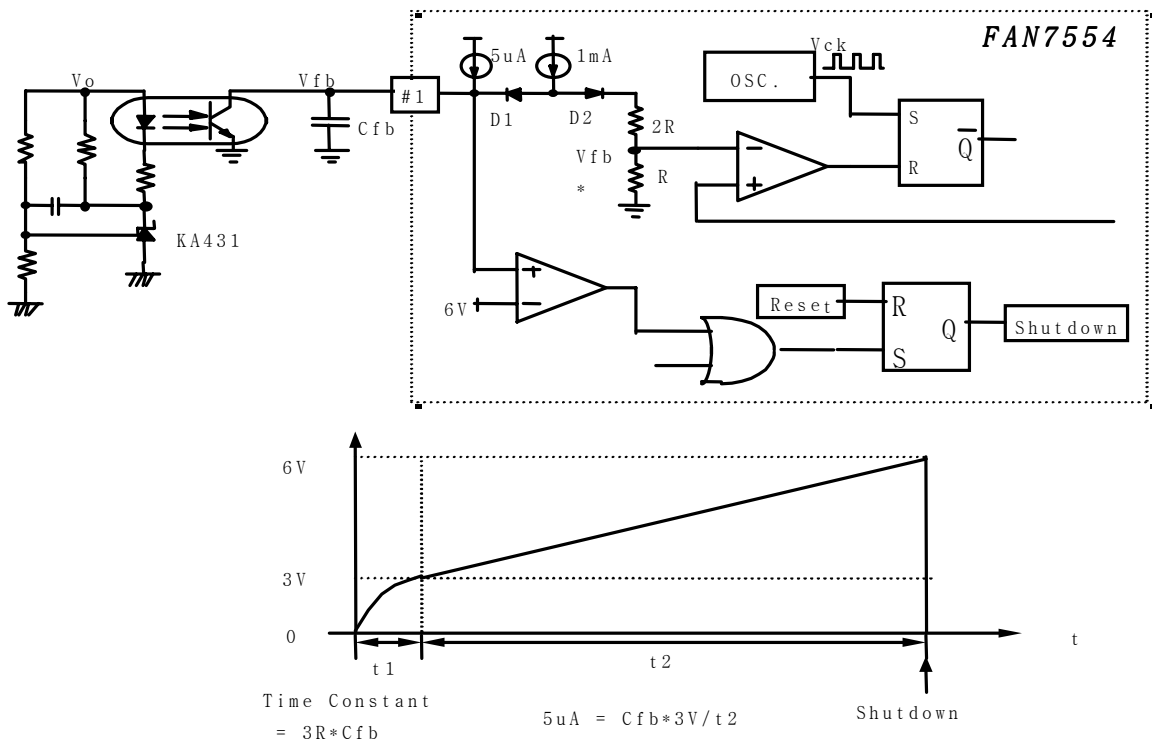 FAN7554
5uA
1mA
Vck
OSC.
Vo
Vfb
#1
Cfb
D1
D2
2R
Vfb
*
R
S
R
Q
KA431
6V
Reset
R
S
Q
Shutdown
6V
3V
0
t
t1
t2
Time Constant
= 3R*Cfb
5uA = Cfb*3V/t2
Shutdown